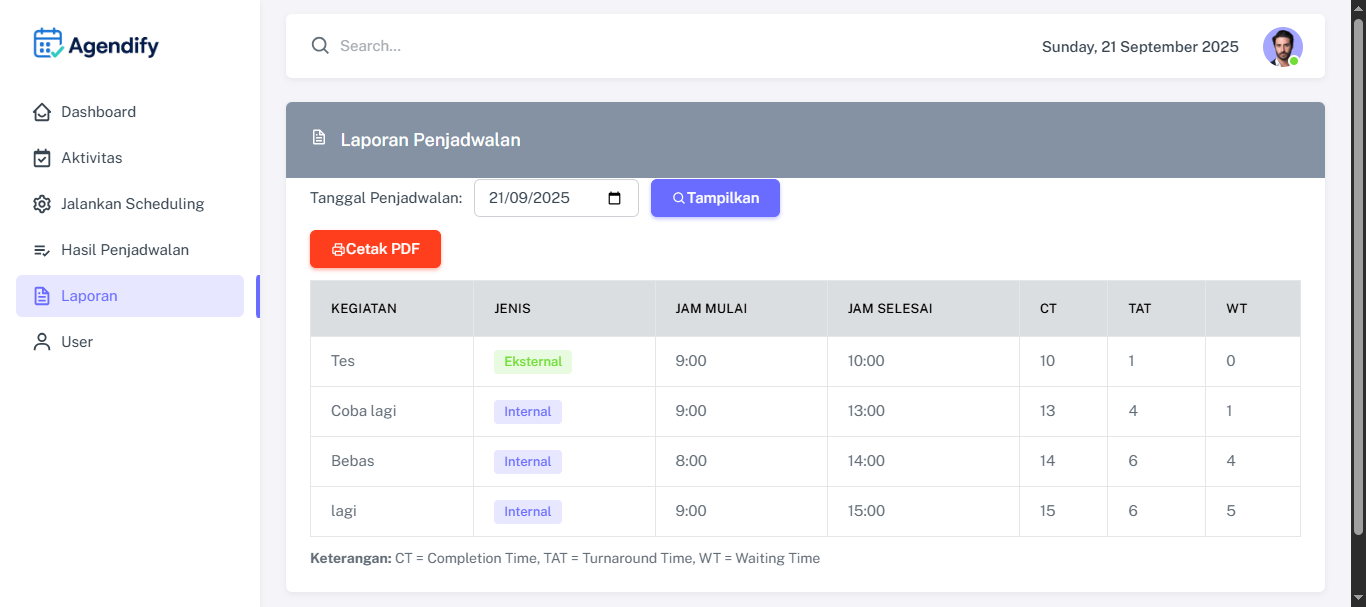 Agendify
Search...
Sunday, 21 September 2025
Dashboard
Aktivitas
Jalankan Scheduling
Hasil Penjadwalan
Laporan
User
Laporan Penjadwalan
Tanggal Penjadwalan: 21/09/2025 Tampilkan
Cetak PDF
KEGIATAN JENIS JAM MULAI JAM SELESAI CT TAT WT
Tes Eksternal 9:00 10:00 10 1 0
Coba lagi Internal 9:00 13:00 13 4 1
Bebas Internal 8:00 14:00 14 6 4
lagi Internal 9:00 15:00 15 6 5
Keterangan: CT = Completion Time, TAT = Turnaround Time, WT = Waiting Time